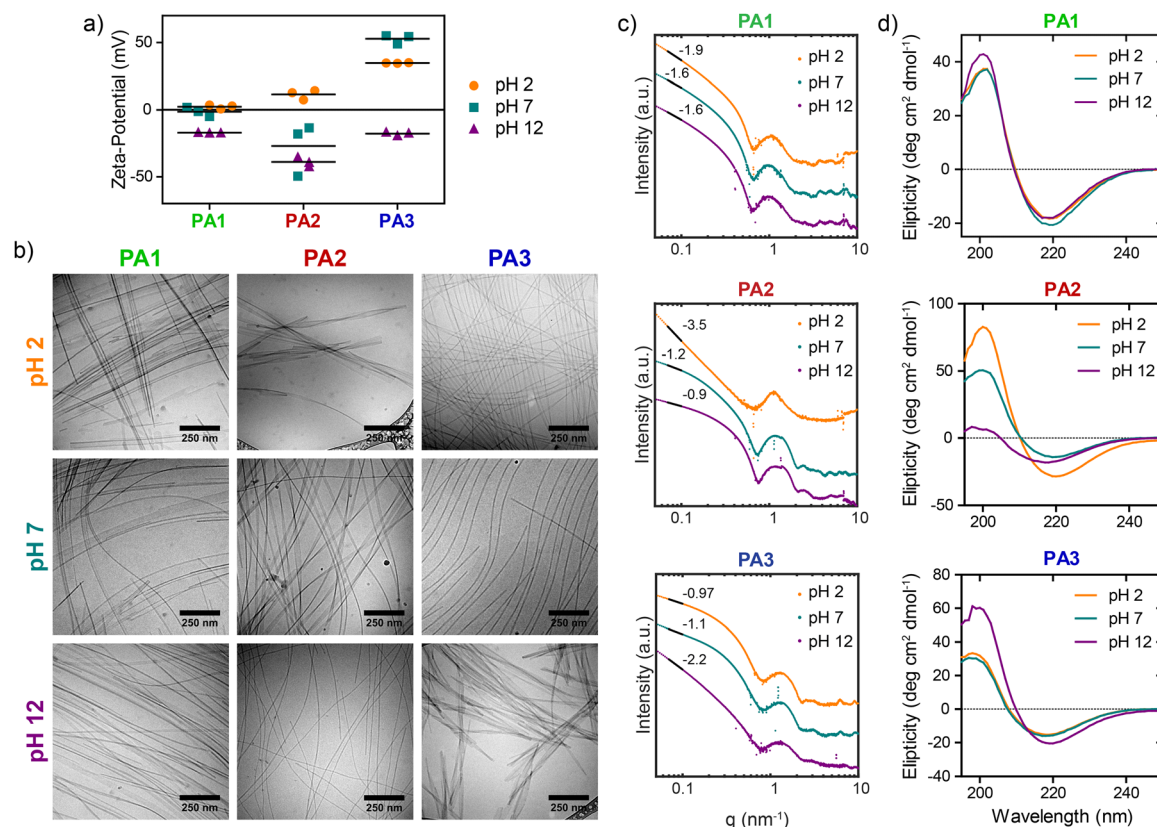 a)
Zeta-Potential (mV)
50
0
-50
PA1
PA2
PA3
pH 2
pH 7
pH 12
b)
PA1
PA2
PA3
pH 2
250 nm
250 nm
250 nm
pH 7
250 nm
250 nm
250 nm
pH 12
250 nm
250 nm
250 nm
c)
PA1
Intensity (a.u.)
-1.9
-1.6
-1.6
pH 2
pH 7
pH 12
0.1
1
10
PA2
Intensity (a.u.)
-3.5
-1.2
-0.9
pH 2
pH 7
pH 12
0.1
1
10
PA3
Intensity (a.u.)
-0.97
-1.1
-2.2
pH 2
pH 7
pH 12
0.1
1
10
q (nm⁻¹)
d)
PA1
Elipticity (deg cm² dmol⁻¹)
40
20
0
-20
pH 2
pH 7
pH 12
200
220
240
PA2
Elipticity (deg cm² dmol⁻¹)
100
50
0
-50
pH 2
pH 7
pH 12
200
220
240
PA3
Elipticity (deg cm² dmol⁻¹)
80
60
40
20
0
-20
-40
pH 2
pH 7
pH 12
200
220
240
Wavelength (nm)